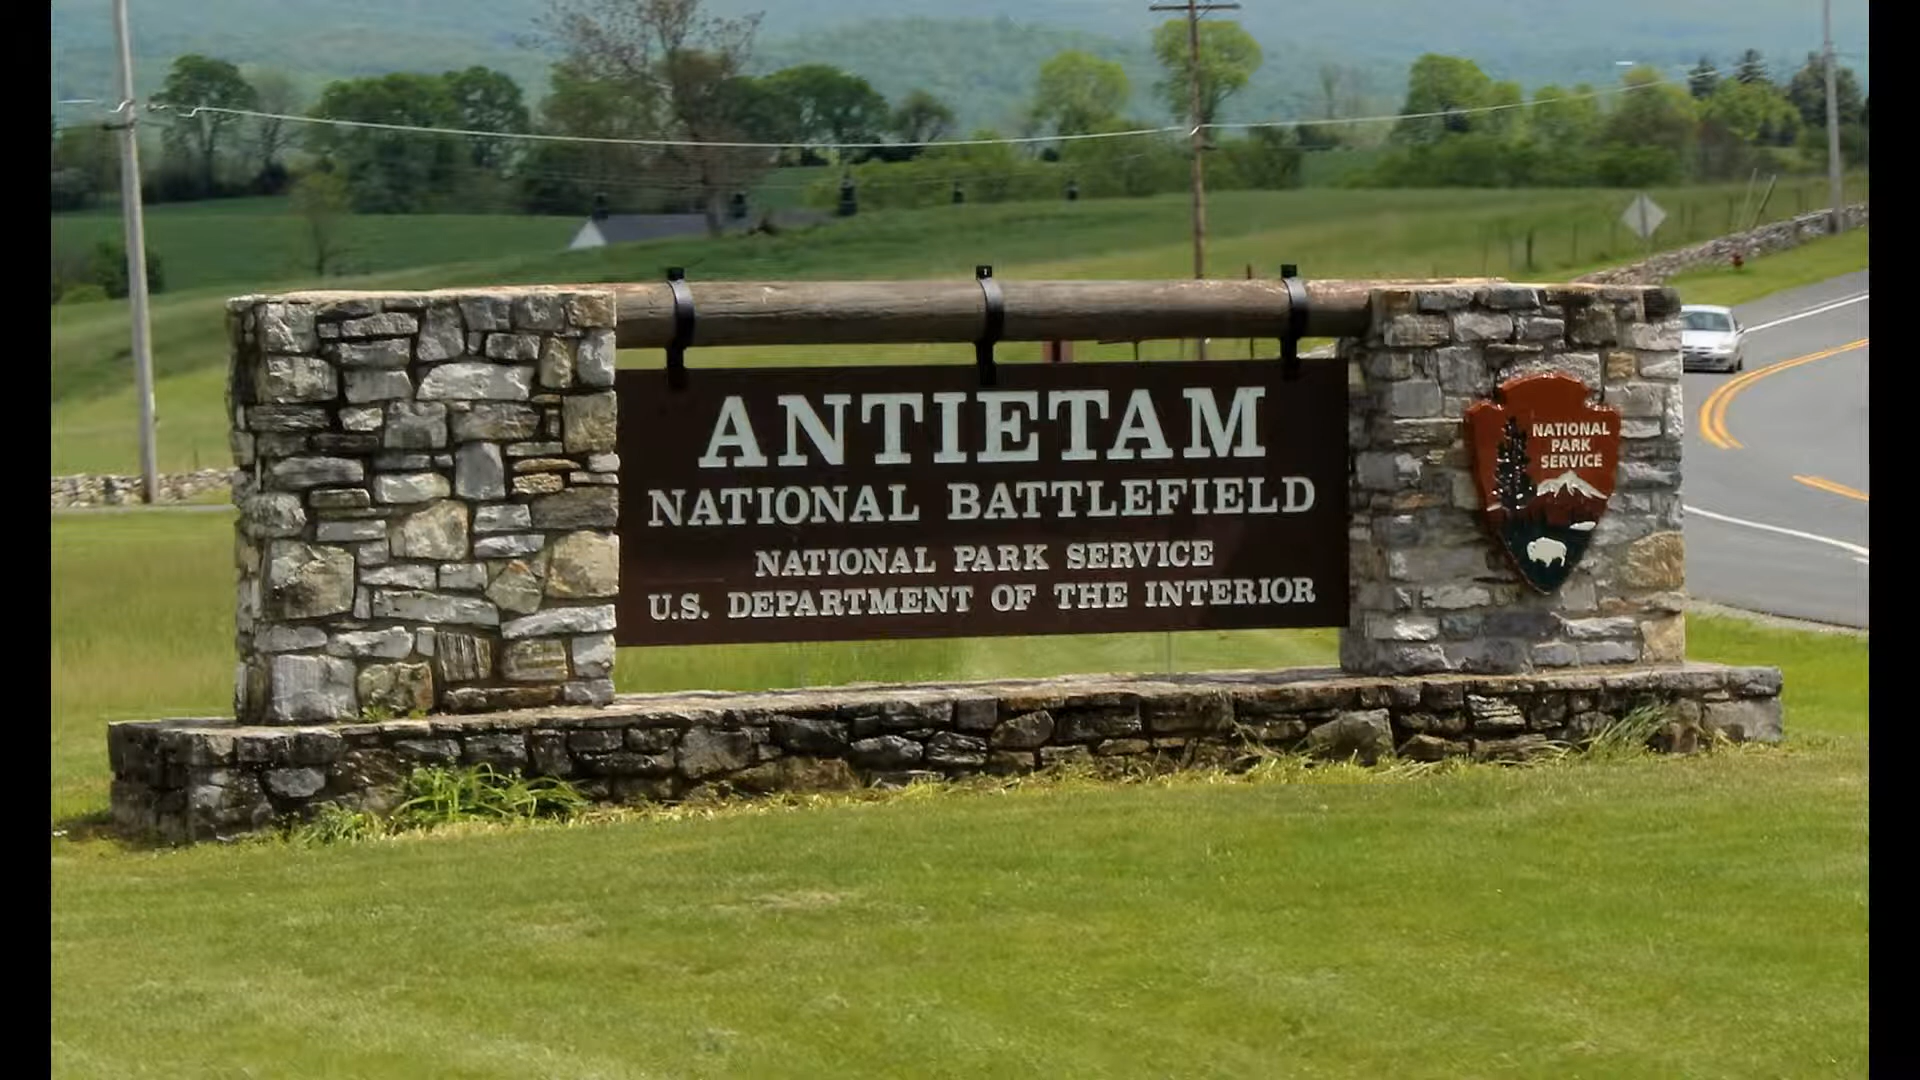 ANTIETAM
NATIONAL BATTLEFIELD
NATIONAL PARK SERVICE
U.S. DEPARTMENT OF THE INTERIOR
NATIONAL
PARK
SERVICE